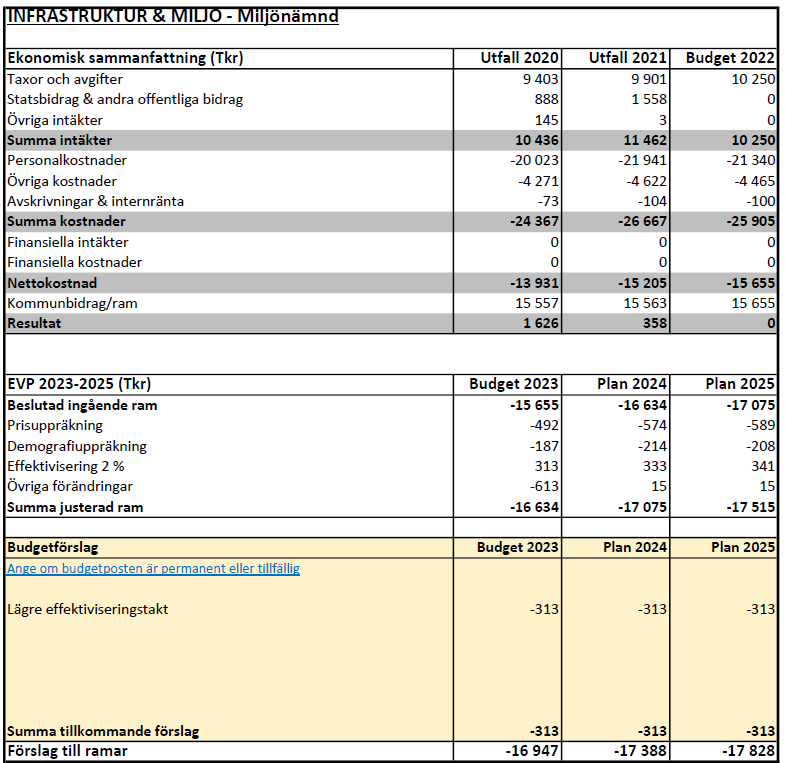 INFRASTRUKTUR & MILJÖ - Miljönämnd
Ekonomisk sammanfattning (Tkr) Utfall 2020 Utfall 2021 Budget 2022
Taxor och avgifter 9 403 9 901 10 250
Statsbidrag & andra offentliga bidrag 888 1 558 0
Övriga intäkter 145 3 0
Summa intäkter 10 436 11 462 10 250
Personalkostnader -20 023 -21 941 -21 340
Övriga kostnader -4 271 -4 622 -4 465
Avskrivningar & internränta -73 -104 -100
Summa kostnader -24 367 -26 667 -25 905
Finansiella intäkter 0 0 0
Finansiella kostnader 0 0 0
Nettokostnad -13 931 -15 205 -15 655
Kommunbidrag/ram 15 557 15 563 15 655
Resultat 1 626 358 0
EVP 2023-2025 (Tkr) Budget 2023 Plan 2024 Plan 2025
Beslutad ingående ram -15 655 -16 634 -17 075
Prisuppräkning -492 -574 -589
Demografiuppräkning -187 -214 -208
Effektivisering 2 % 313 333 341
Övriga förändringar -613 15 15
Summa justerad ram -16 634 -17 075 -17 515
Budgetförslag Budget 2023 Plan 2024 Plan 2025
Ange om budgetposten är permanent eller tillfällig
Lägre effektiviseringstakt -313 -313 -313
Summa tillkommande förslag -313 -313 -313
Förslag till ramar -16 947 -17 388 -17 828